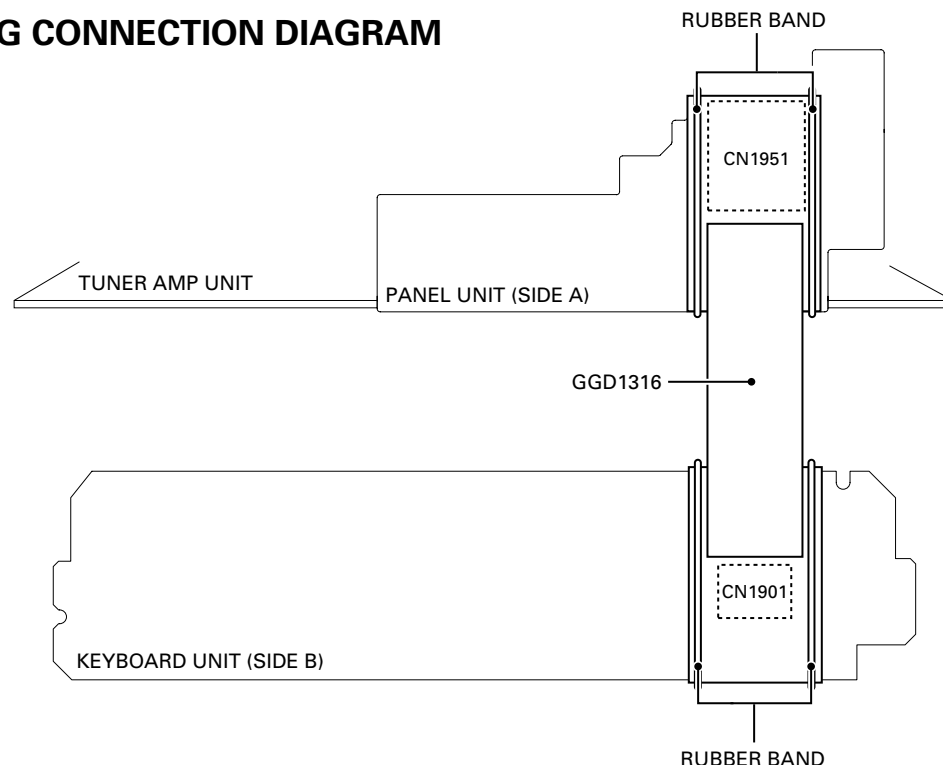 G CONNECTION DIAGRAM
RUBBER BAND
CN1951
TUNER AMP UNIT
PANEL UNIT (SIDE A)
GGD1316
CN1901
KEYBOARD UNIT (SIDE B)
RUBBER BAND